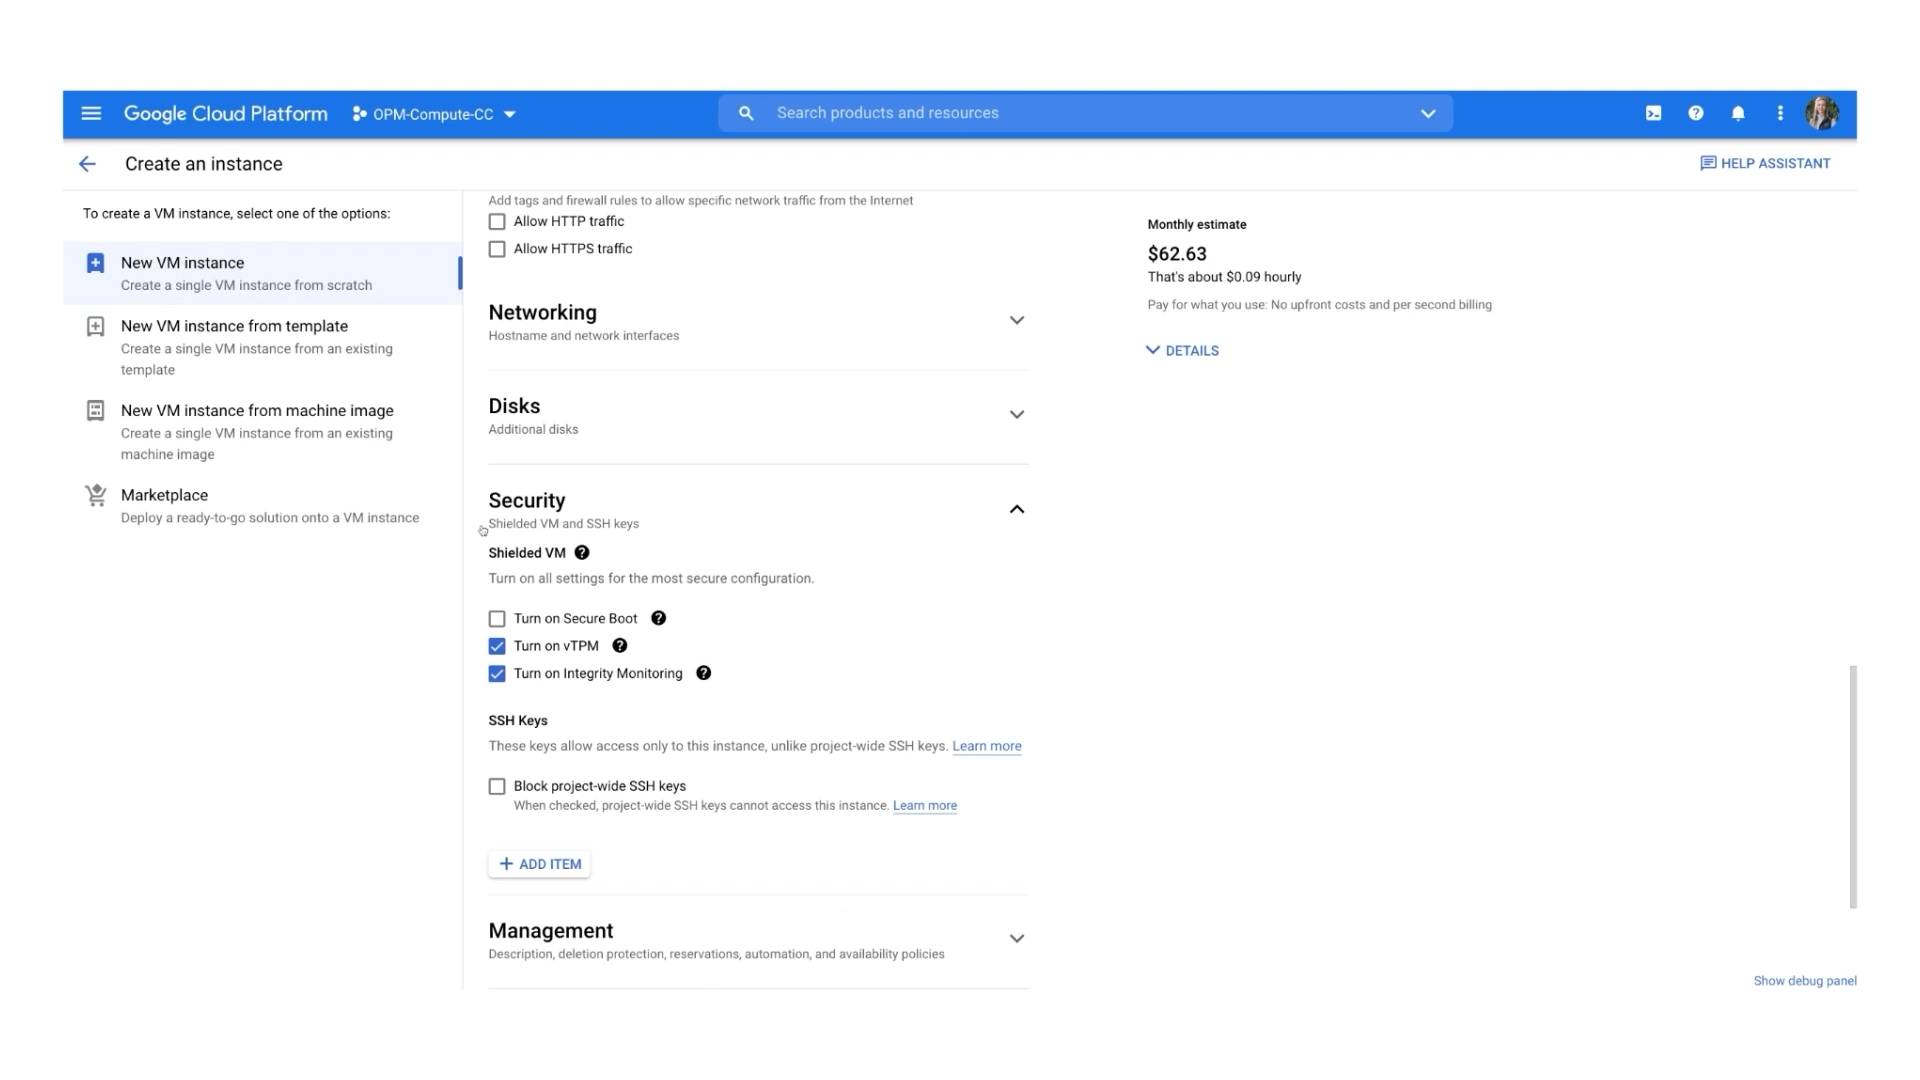 Google Cloud Platform
OPM-Compute-CC
Search products and resources
Create an instance
HELP ASSISTANT
To create a VM instance, select one of the options:
New VM instance
Create a single VM instance from scratch
New VM instance from template
Create a single VM instance from an existing
template
New VM instance from machine image
Create a single VM instance from an existing
machine image
Marketplace
Deploy a ready-to-go solution onto a VM instance
Add tags and firewall rules to allow specific network traffic from the Internet
Allow HTTP traffic
Allow HTTPS traffic
Networking
Hostname and network interfaces
Disks
Additional disks
Security
Shielded VM and SSH keys
Shielded VM
Turn on all settings for the most secure configuration.
Turn on Secure Boot
Turn on vTPM
Turn on Integrity Monitoring
SSH Keys
These keys allow access only to this instance, unlike project-wide SSH keys. Learn more
Block project-wide SSH keys
When checked, project-wide SSH keys cannot access this instance. Learn more
+ ADD ITEM
Management
Description, deletion protection, reservations, automation, and availability policies
Monthly estimate
$62.63
That's about $0.09 hourly
Pay for what you use: No upfront costs and per second billing
DETAILS
Show debug panel